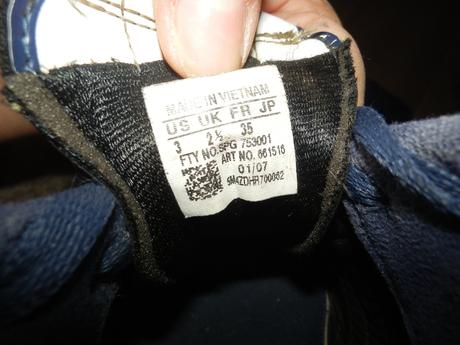 MADE IN VIETNAM
US UK FR JP
3 2½ 35
FTY NO. SPG 753001
ART NO. 661516
01/07